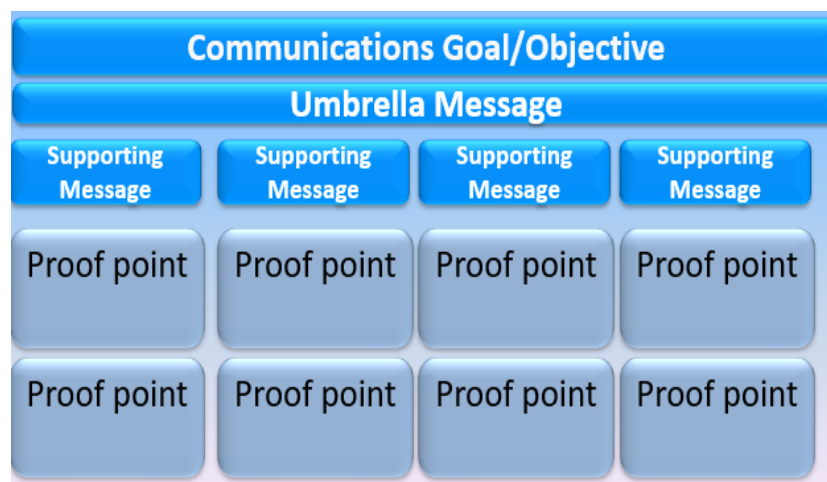 Communications Goal/Objective
Umbrella Message
Supporting
Message
Supporting
Message
Supporting
Message
Supporting
Message
Proof point
Proof point
Proof point
Proof point
Proof point
Proof point
Proof point
Proof point